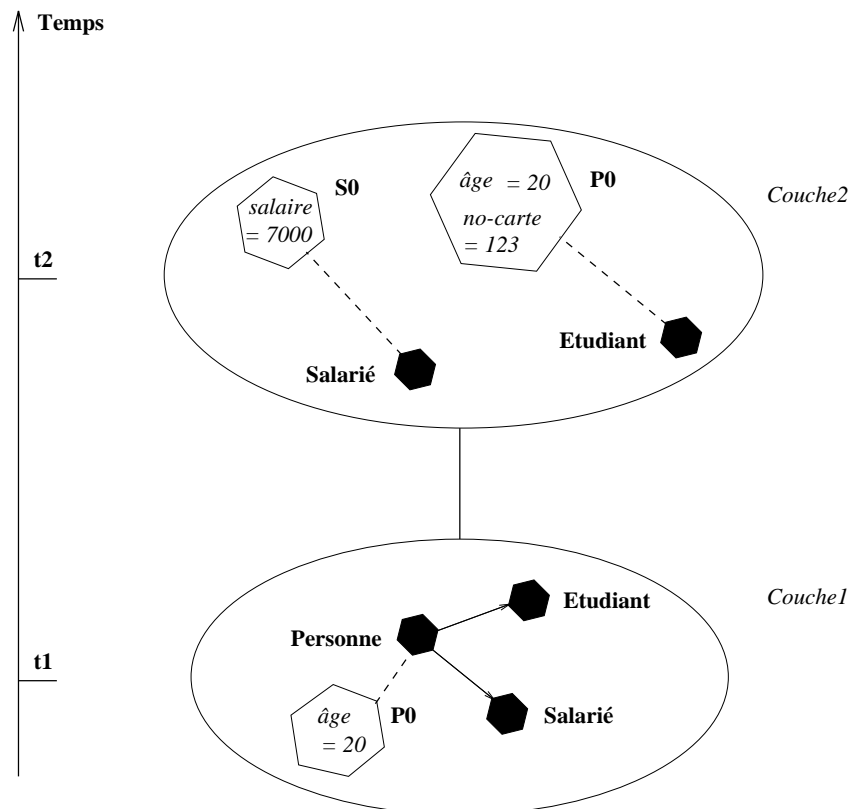 Temps
S0
P0
salaire
= 7000
âge = 20
no-carte
= 123
Couche2
t2
Etudiant
Salarié
Couche1
Etudiant
Personne
t1
P0
Salarié
âge
= 20